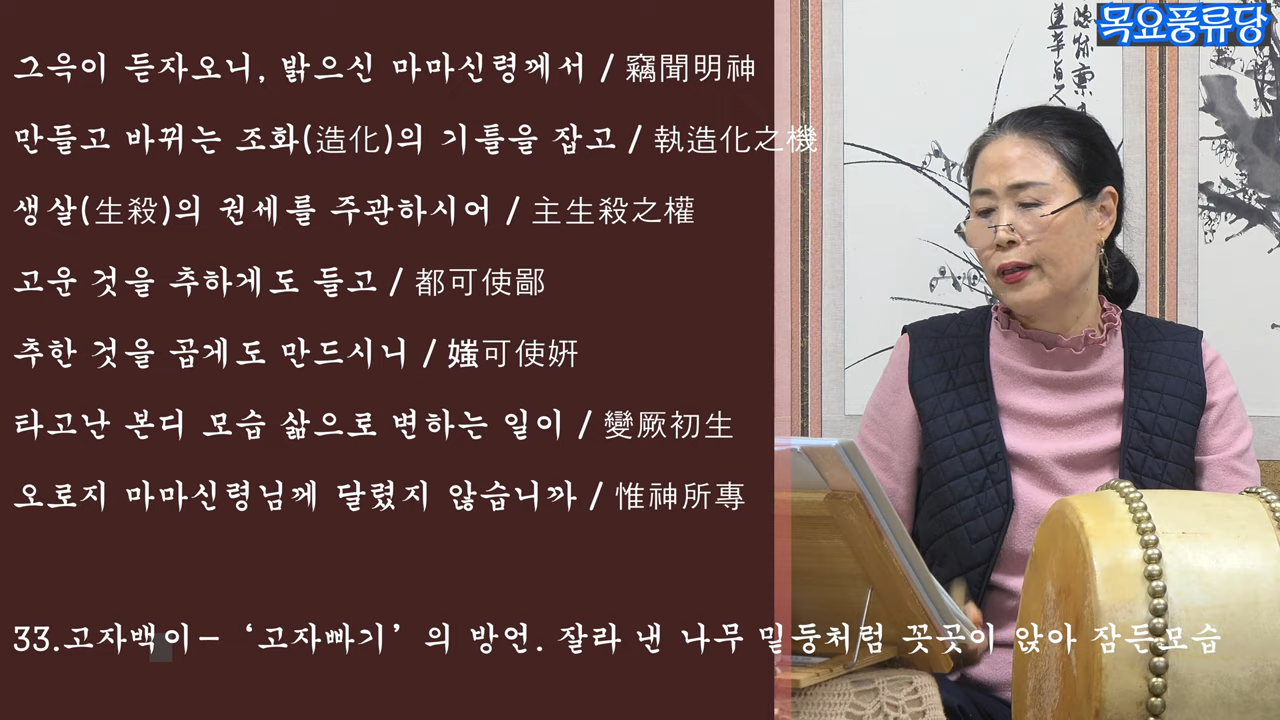 목요풍류당
그윽이 듣자오니, 밝으신 마마신령께서 / 竊聞明神
만들고 바뀌는 조화(造化)의 기틀을 잡고 / 執造化之機
생살(生殺)의 권세를 주관하시어 / 主生殺之權
고운 것을 추하게도 들고 / 都可使鄙
추한 것을 곱게도 만드시니 / 媸可使姸
타고난 본디 모습 삶으로 변하는 일이 / 變厥初生
오로지 마마신령님께 달렸지 않습니까 / 惟神所專
33.고자백이– ‘고자빠기’의 방언. 잘라 낸 나무 밑둥처럼 꼿곳이 앉아 잠든모습